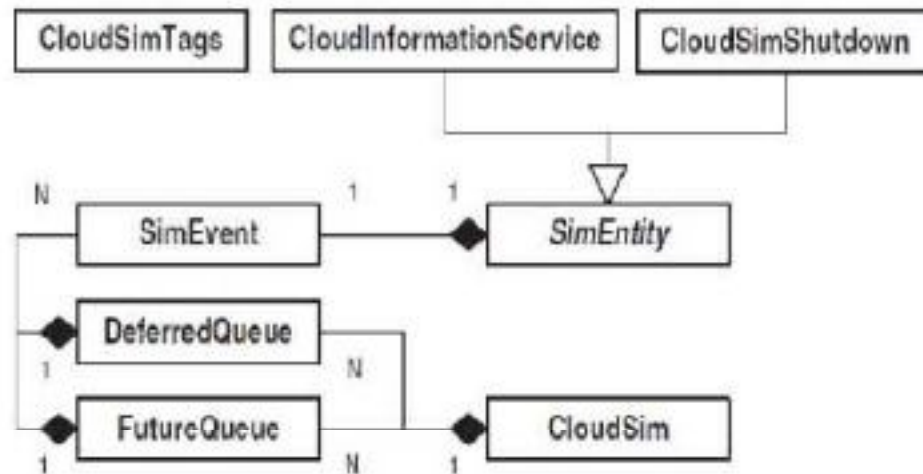 CloudSimTags CloudInformationService CloudSimShutdown
N 1 1
SimEvent SimEntity
DeferredQueue
1 N
FutureQueue CloudSim
1 N 1